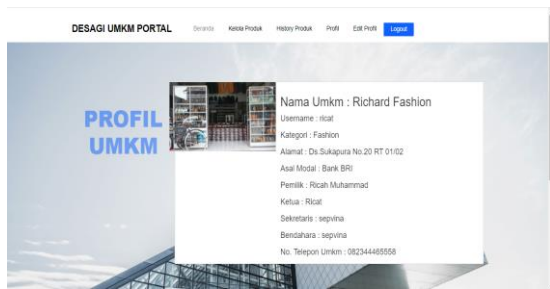 DESAGI UMKM PORTAL Beranda Kelola Produk History Produk Profil Edit Profil Logout
PROFIL
UMKM
Nama Umkm : Richard Fashion
Username : ricat
Kategori : Fashion
Alamat : Ds.Sukapura No.20 RT 01/02
Asal Modal : Bank BRI
Pemilik : Ricah Muhammad
Ketua : Ricat
Sekretaris : sepvina
Bendahara : sepvina
No. Telepon Umkm : 082344465558